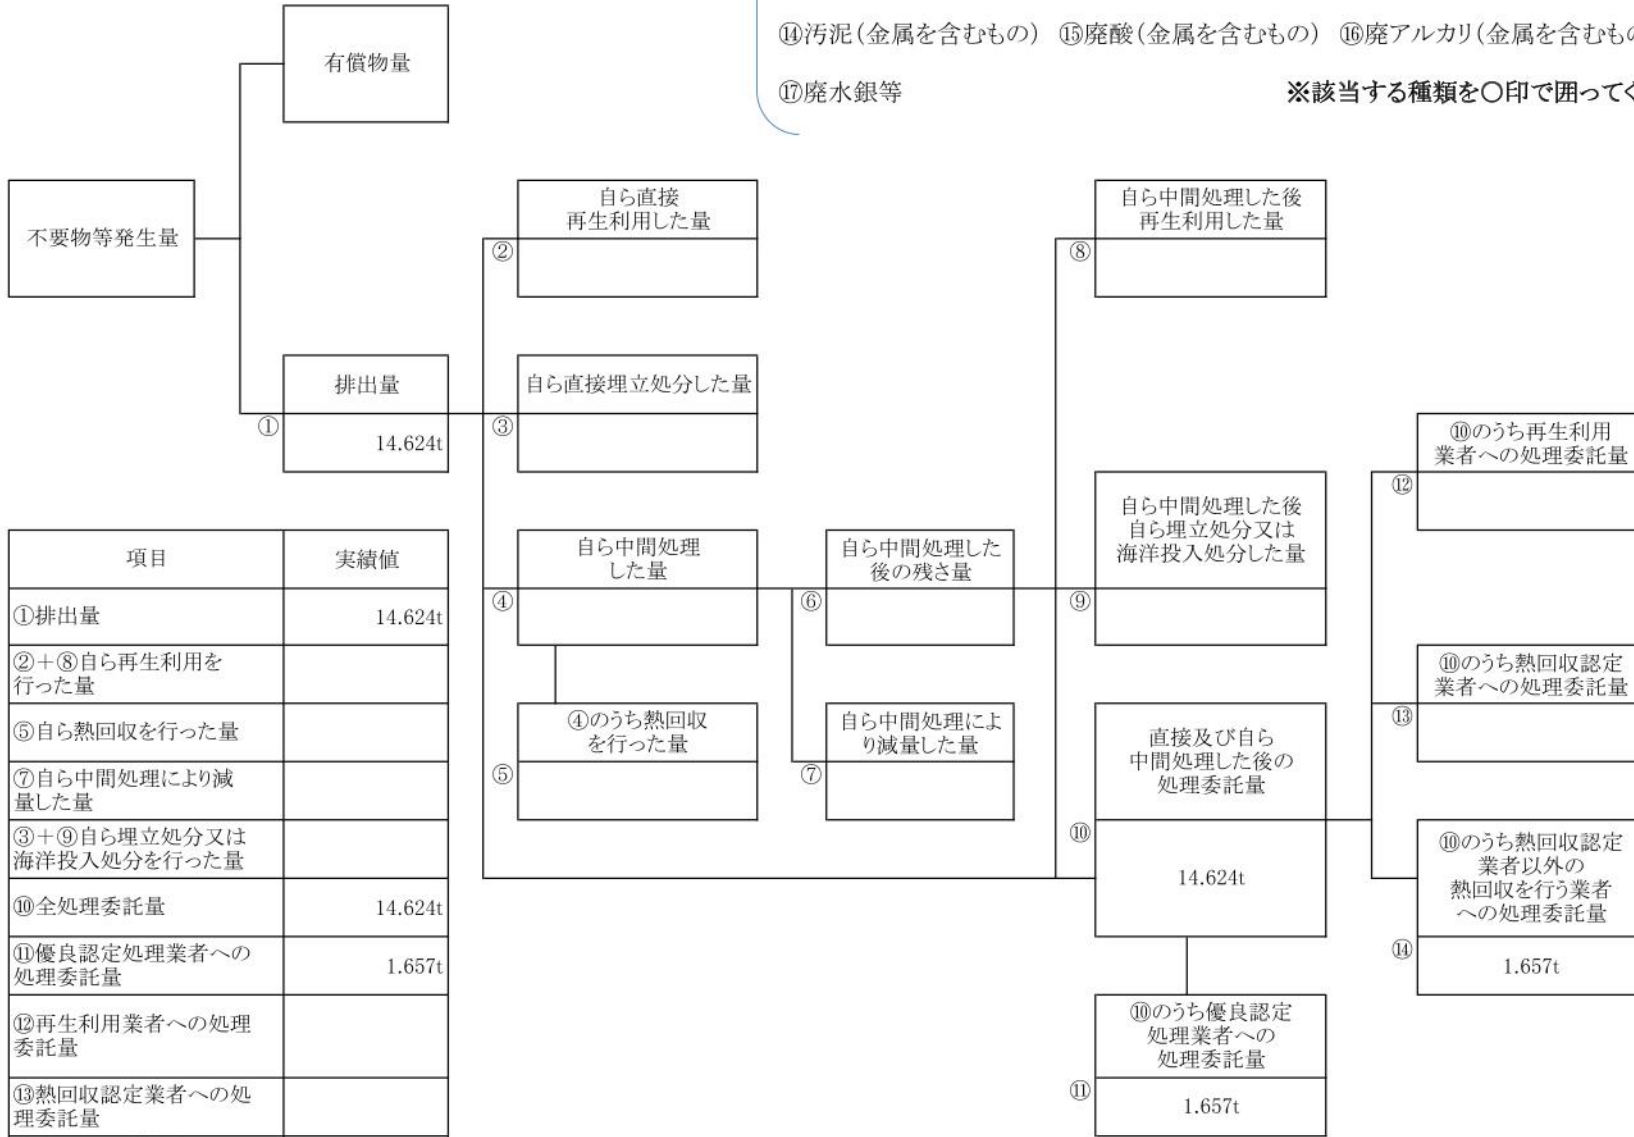 ⑭汚泥(金属を含むもの) ⑮廃酸(金属を含むもの) ⑯廃アルカリ(金属を含むも
⑰廃水銀等
※該当する種類を〇印で囲って
有償物量
不要物等発生量
自ら直接
再生利用した量
②
自ら中間処理した後
再生利用した量
⑧
排出量
①
14.624t
自ら直接埋立処分した量
③
⑩のうち再生利用
業者への処理委託量
⑫
自ら中間処理
した量
④
自ら中間処理した
後の残さ量
⑥
自ら中間処理した後
自ら埋立処分又は
海洋投入処分した量
⑨
⑩のうち熱回収認定
業者への処理委託量
⑬
④のうち熱回収
を行った量
⑤
自ら中間処理によ
り減量した量
⑦
直接及び自ら
中間処理した後の
処理委託量
⑩
14.624t
⑩のうち熱回収認定
業者以外の
熱回収を行う業者
への処理委託量
⑭
1.657t
⑩のうち優良認定
処理業者への
処理委託量
⑪
1.657t
項目 実績値
①排出量 14.624t
②+⑧自ら再生利用を
行った量
⑤自ら熱回収を行った量
⑦自ら中間処理により減
量した量
③+⑨自ら埋立処分又は
海洋投入処分を行った量
⑩全処理委託量 14.624t
⑪優良認定処理業者への
処理委託量 1.657t
⑫再生利用業者への処理
委託量
⑬熱回収認定業者への処
理委託量